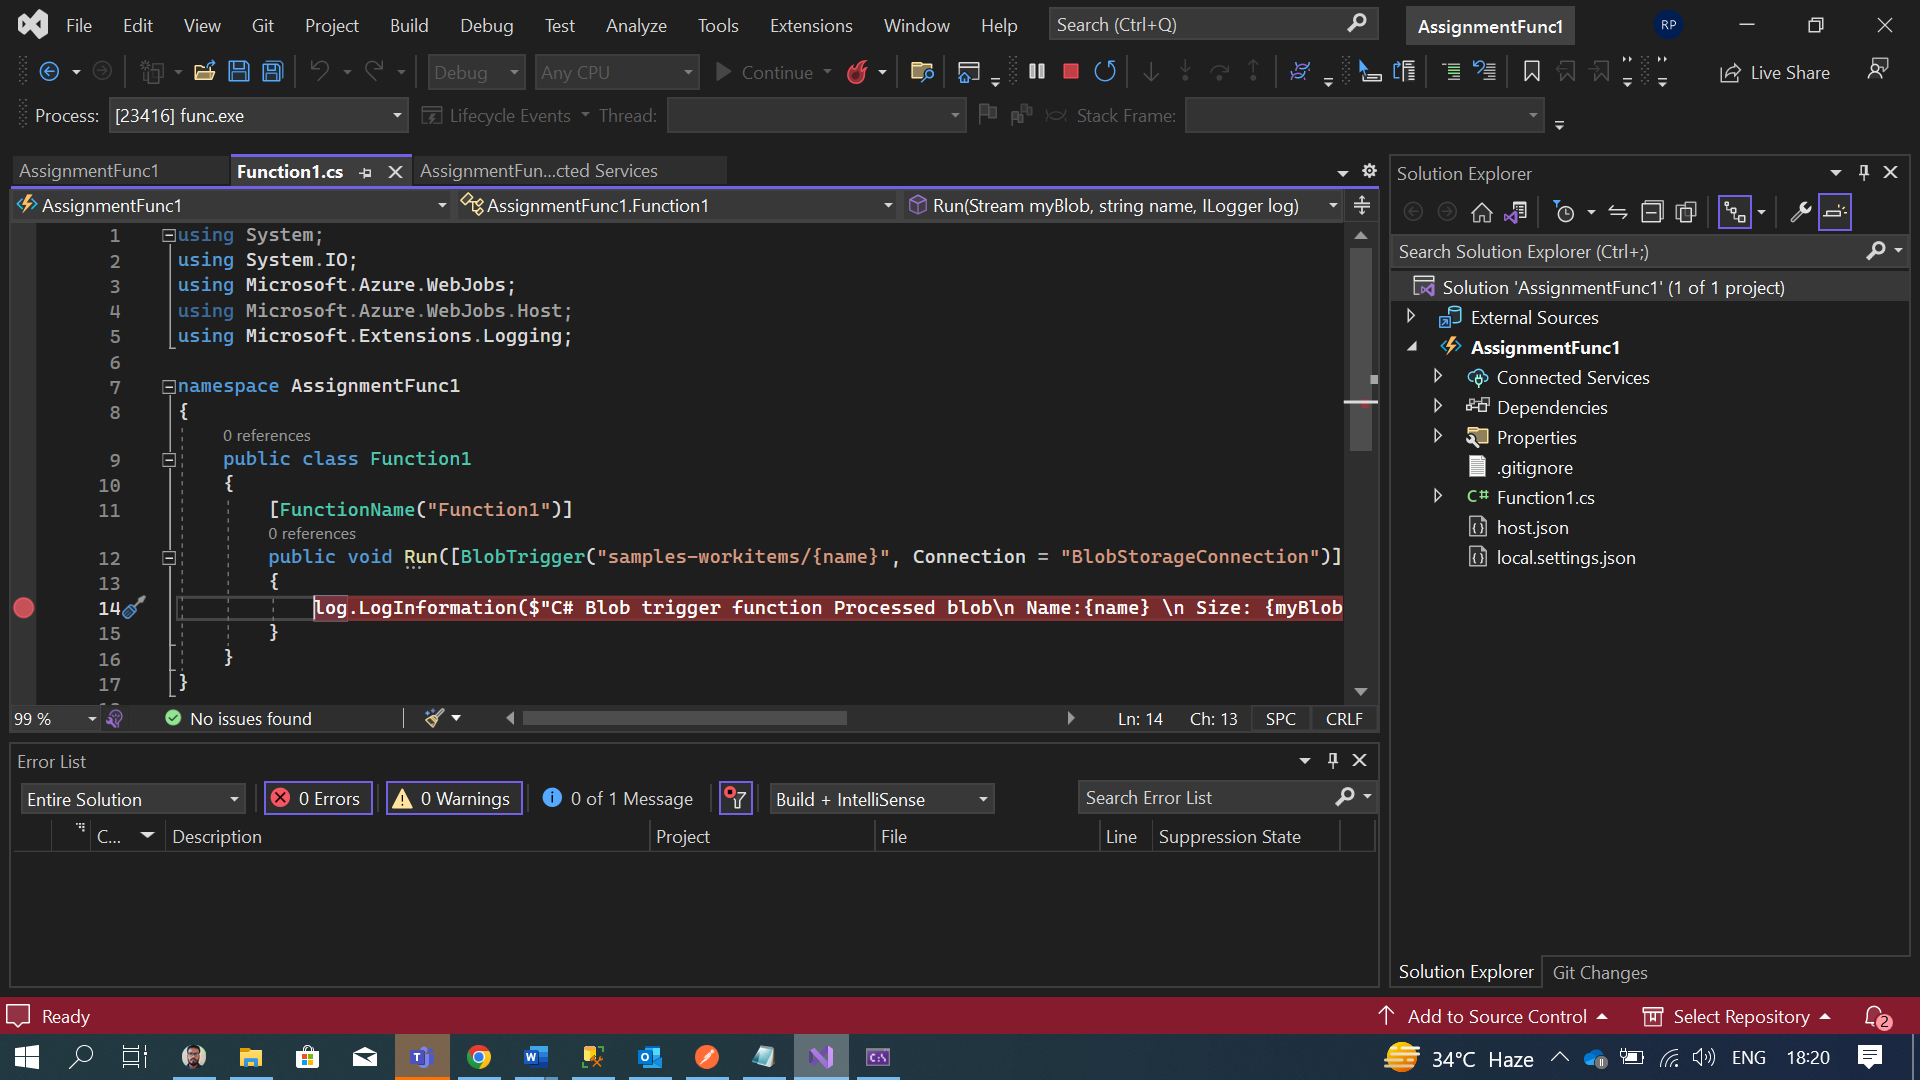 File Edit View Git Project Build Debug Test Analyze Tools Extensions Window Help Search (Ctrl+Q) AssignmentFunc1 RP
Debug Any CPU Continue Live Share
Process: [23416] func.exe Lifecycle Events Thread: Stack Frame:
AssignmentFunc1 Function1.cs AssignmentFun...cted Services
AssignmentFunc1 AssignmentFunc1.Function1 Run(Stream myBlob, string name, ILogger log)
1 using System;
2 using System.IO;
3 using Microsoft.Azure.WebJobs;
4 using Microsoft.Azure.WebJobs.Host;
5 using Microsoft.Extensions.Logging;
6
7 namespace AssignmentFunc1
8 {
0 references
9 public class Function1
10 {
11 [FunctionName("Function1")]
0 references
12 public void Run([BlobTrigger("samples-workitems/{name}", Connection = "BlobStorageConnection")]
13 {
14 log.LogInformation($"C# Blob trigger function Processed blob\n Name:{name} \n Size: {myBlob
15 }
16 }
17 }
99 % No issues found Ln: 14 Ch: 13 SPC CRLF
Error List
Entire Solution 0 Errors 0 Warnings 0 of 1 Message Build + IntelliSense Search Error List
C... Description Project File Line Suppression State
Solution Explorer
Search Solution Explorer (Ctrl+;)
Solution 'AssignmentFunc1' (1 of 1 project)
External Sources
AssignmentFunc1
Connected Services
Dependencies
Properties
.gitignore
C# Function1.cs
host.json
local.settings.json
Solution Explorer Git Changes
Ready Add to Source Control Select Repository 2
34°C Haze ENG 18:20